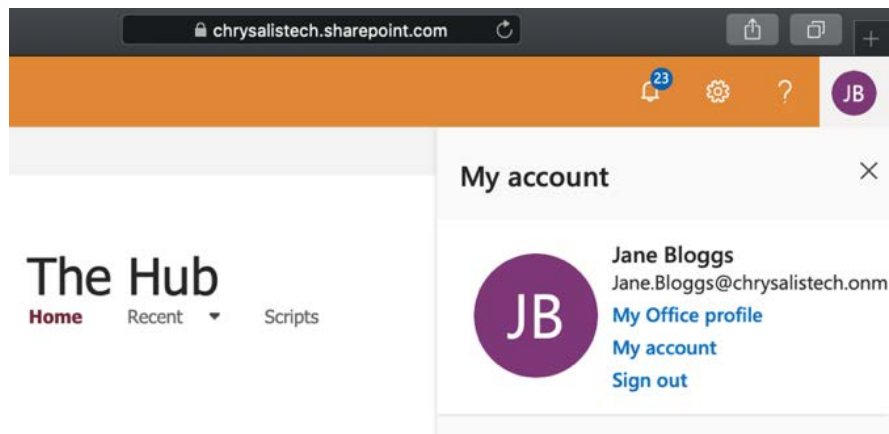 chrysalistech.sharepoint.com
23
JB
My account
The Hub
Home Recent Scripts
JB
Jane Bloggs
Jane.Bloggs@chrysalistech.onm
My Office profile
My account
Sign out